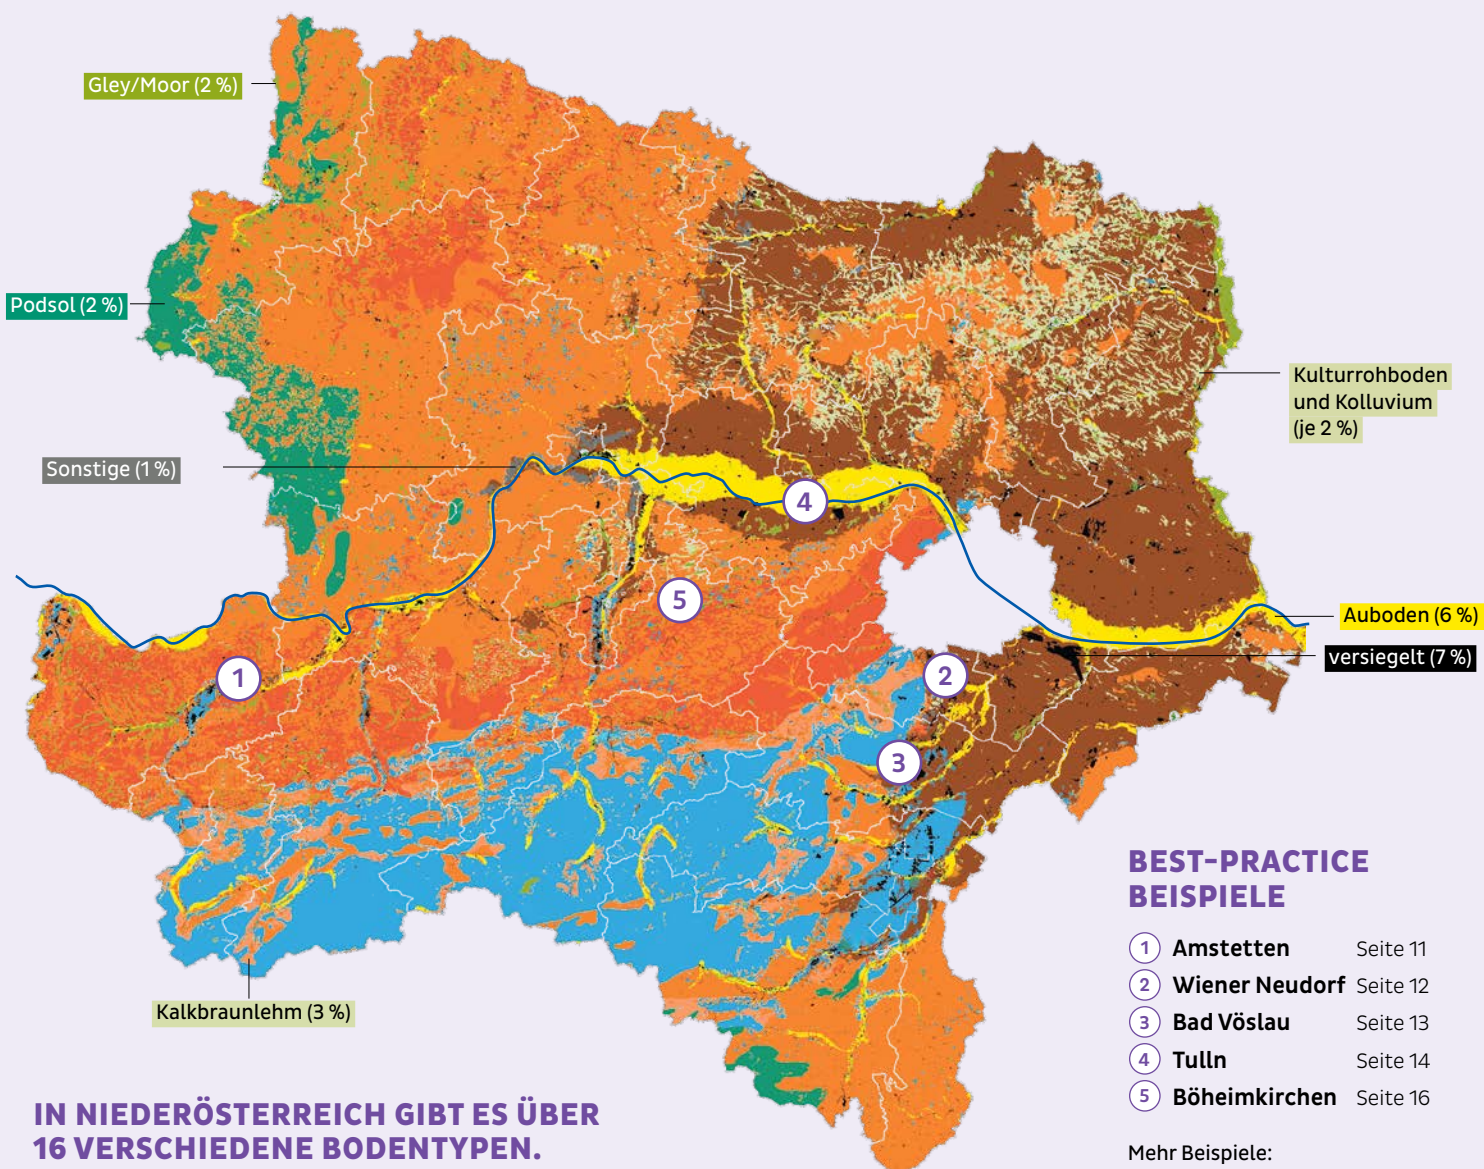 Gley/Moor (2 %)
Podsol (2 %)
Sonstige (1 %)
Kulturrohboden
und Kolluvium
(je 2 %)
Auboden (6 %)
versiegelt (7 %)
Kalkbraunlehm (3 %)
4
5
1
2
3
IN NIEDERÖSTERREICH GIBT ES ÜBER
16 VERSCHIEDENE BODENTYPEN.
BEST-PRACTICE
BEISPIELE
1 Amstetten Seite 11
2 Wiener Neudorf Seite 12
3 Bad Vöslau Seite 13
4 Tulln Seite 14
5 Böheimkirchen Seite 16
Mehr Beispiele: